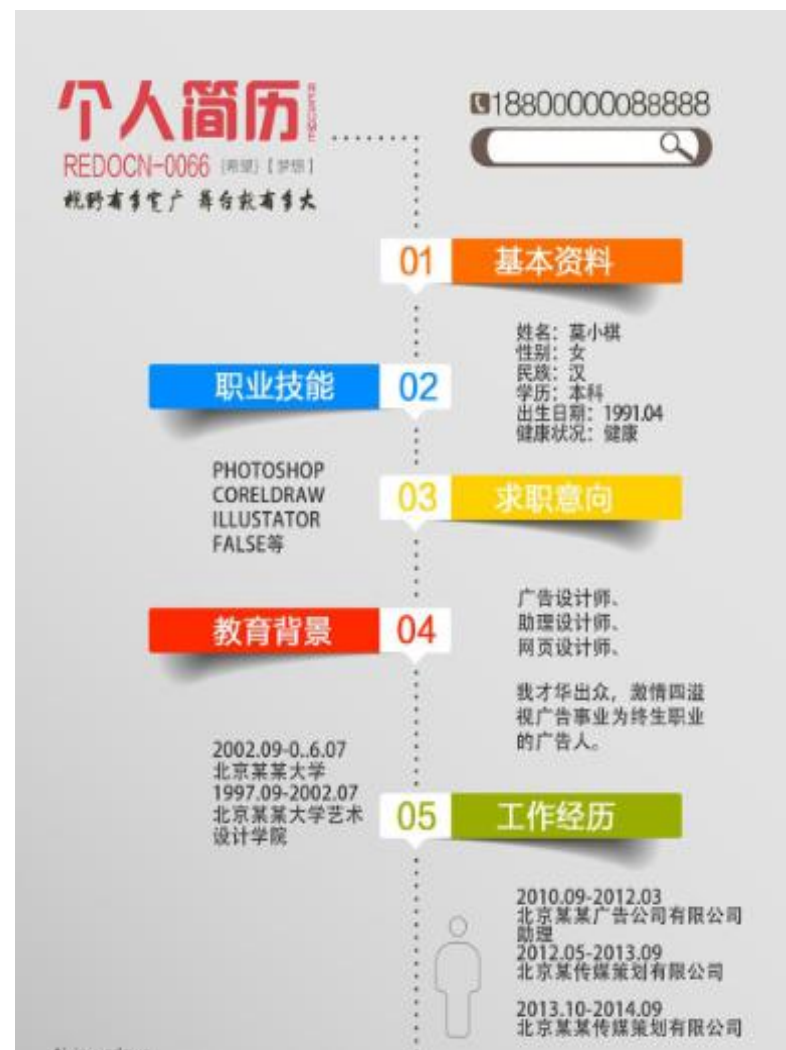 个人简历
RESUME
REDOCN-0066 [希望]【梦想】
视野有多宽广 舞台就有多大
18800000088888
01 基本资料
姓名：莫小棋
性别：女
民族：汉
学历：本科
出生日期：1991.04
健康状况：健康
职业技能 02
PHOTOSHOP
CORELDRAW
ILLUSTATOR
FALSE等
03 求职意向
广告设计师、
助理设计师、
网页设计师、
我才华出众，激情四溢
视广告事业为终生职业
的广告人。
教育背景 04
2002.09-0..6.07
北京某某大学
1997.09-2002.07
北京某某大学艺术
设计学院
05 工作经历
2010.09-2012.03
北京某某广告公司有限公司
助理
2012.05-2013.09
北京某传媒策划有限公司
2013.10-2014.09
北京某某传媒策划有限公司